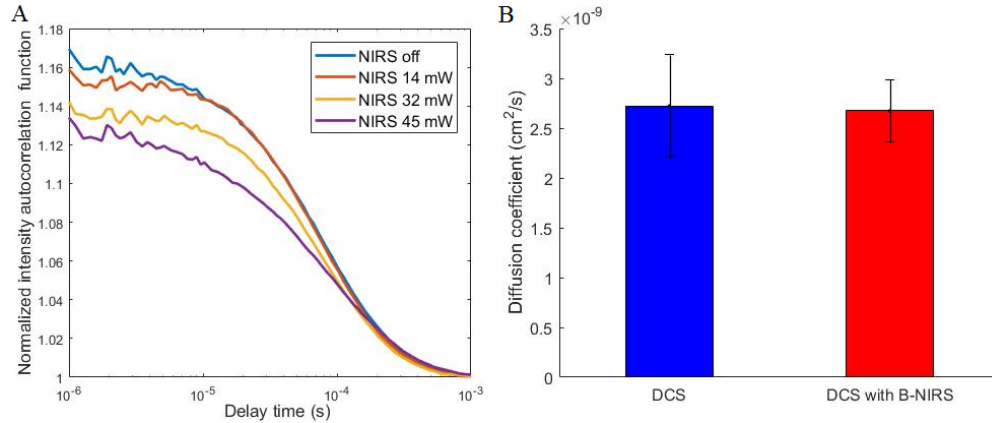 A
Normalized intensity autocorrelation function
1.18
1.16
1.14
1.12
1.1
1.08
1.06
1.04
1.02
1
NIRS off
NIRS 14 mW
NIRS 32 mW
NIRS 45 mW
10-6
10-5
10-4
10-3
Delay time (s)
B
×10-9
Diffusion coefficient (cm2/s)
3.5
3
2.5
2
1.5
1
0.5
0
DCS
DCS with B-NIRS